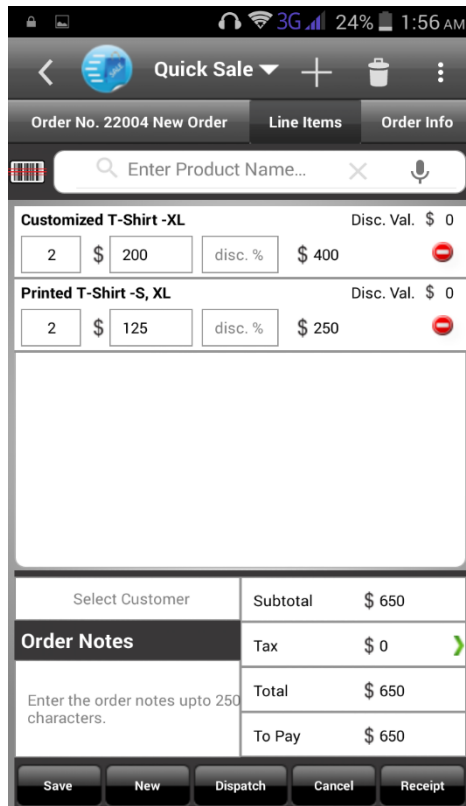 3G 24% 1:56 AM
SALE Quick Sale
Order No. 22004 New Order Line Items Order Info
Enter Product Name...
Customized T-Shirt -XL Disc. Val. $ 0
2 $ 200 disc. % $ 400
Printed T-Shirt -S, XL Disc. Val. $ 0
2 $ 125 disc. % $ 250
Select Customer Subtotal $ 650
Order Notes Tax $ 0
Enter the order notes upto 250
characters.
Total $ 650
To Pay $ 650
Save New Dispatch Cancel Receipt